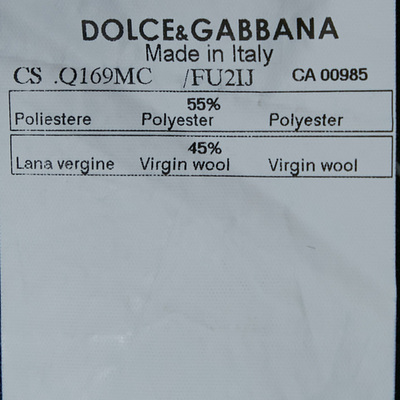 DOLCE&GABBANA
Made in Italy
CS .Q169MC /FU2IJ CA 00985
55%
Poliestere Polyester Polyester
45%
Lana vergine Virgin wool Virgin wool